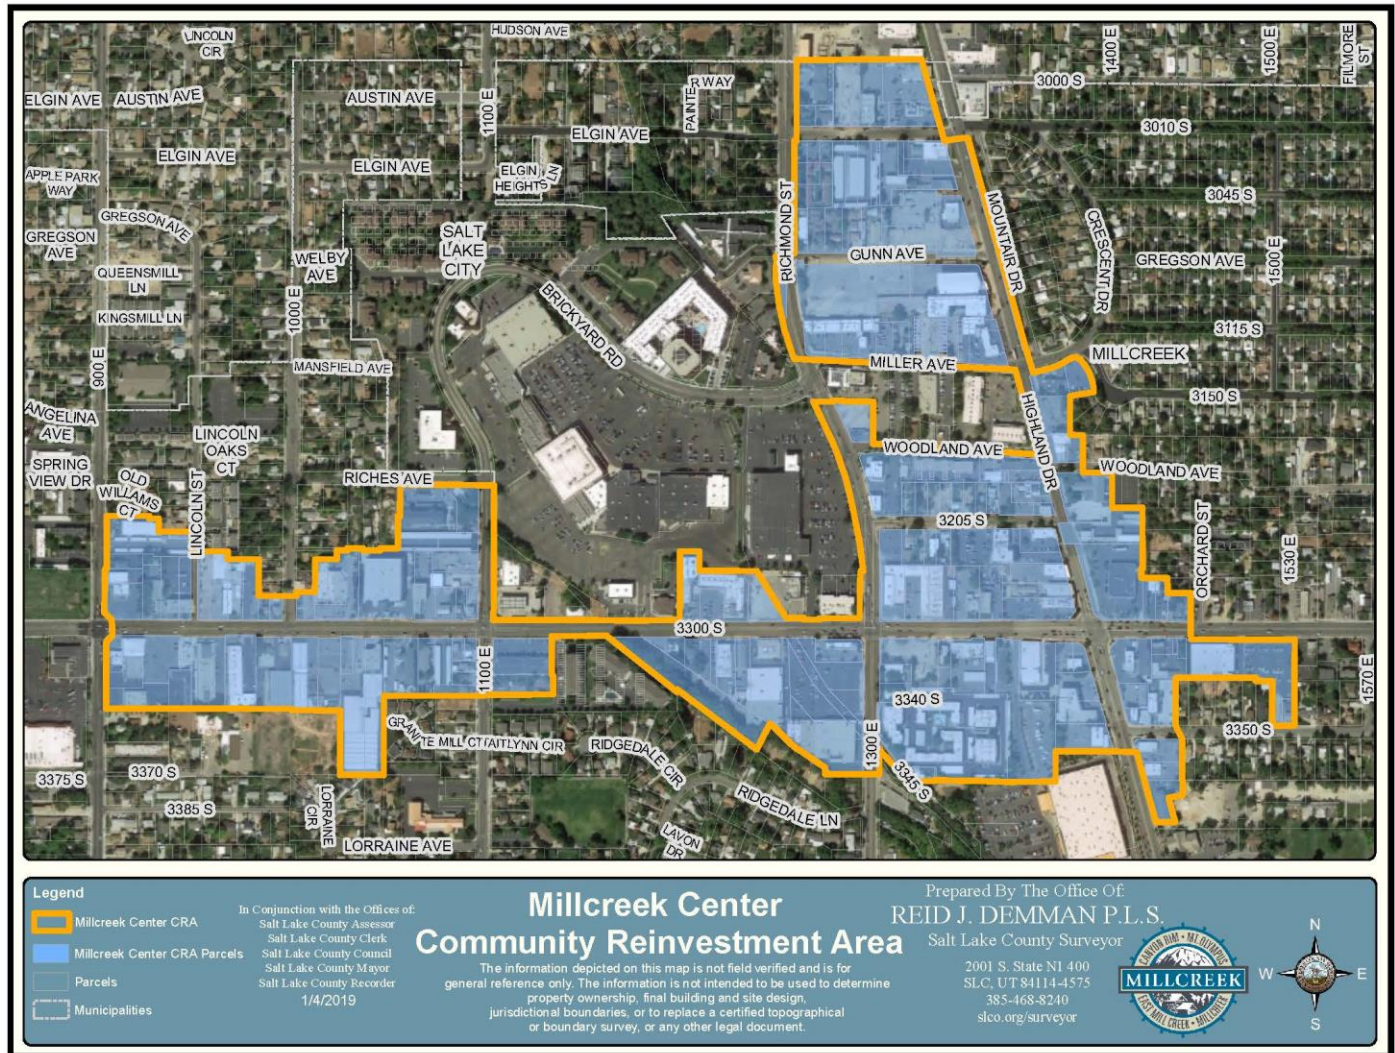 HUDSON AVE
LINCOLN
CIR
1400 E
1500 E
FILMORE
ST
3000 S
ELGIN AVE
AUSTIN AVE
AUSTIN AVE
1100 E
PAINTER WAY
ELGIN AVE
3010 S
ELGIN AVE
ELGIN AVE
APPLE PARK
WAY
ELGIN
HEIGHTS LN
3045 S
RICHMOND ST
MOUNTAIR DR
CRESCENT DR
GREGSON AVE
GREGSON
AVE
SALT
LAKE
CITY
WELBY
AVE
GUNN AVE
GREGSON AVE
1500 E
QUEENSMILL
LN
1000 E
BRICKYARD RD
KINGSMILL LN
3115 S
900 E
MANSFIELD AVE
MILLER AVE
MILLCREEK
3150 S
ANGELINA
AVE
HIGHLAND DR
LINCOLN
OAKS
CT
WOODLAND AVE
WOODLAND AVE
SPRING
VIEW DR
OLD
WILLAMS
CT
LINCOLN ST
RICHES AVE
3205 S
ORCHARD ST
1530 E
3300 S
3300 S
1100 E
1570 E
3340 S
3350 S
GRANITE MILL CT
KAITLYNN CIR
RIDGEDALE CIR
1300 E
3345 S
3375 S
3370 S
3385 S
LORRAINE
CIR
RIDGEDALE LN
LORRAINE AVE
LAVON
DR
Legend
Millcreek Center CRA
Millcreek Center CRA Parcels
Parcels
Municipalities
In Conjunction with the Offices of:
Salt Lake County Assessor
Salt Lake County Clerk
Salt Lake County Council
Salt Lake County Mayor
Salt Lake County Recorder
1/4/2019
Millcreek Center
Community Reinvestment Area
The information depicted on this map is not field verified and is for
general reference only. The information is not intended to be used to determine
property ownership, final building and site design,
jurisdictional boundaries, or to replace a certified topographical
or boundary survey, or any other legal document.
Prepared By The Office Of:
REID J. DEMMAN P.L.S.
Salt Lake County Surveyor
2001 S. State N1 400
SLC, UT 84114-4575
385-468-8240
slco.org/surveyor
CANYON RIM • MT. OLYMPUS
MILLCREEK
EAST MILL CREEK • MILLCREEK
N
W
E
S